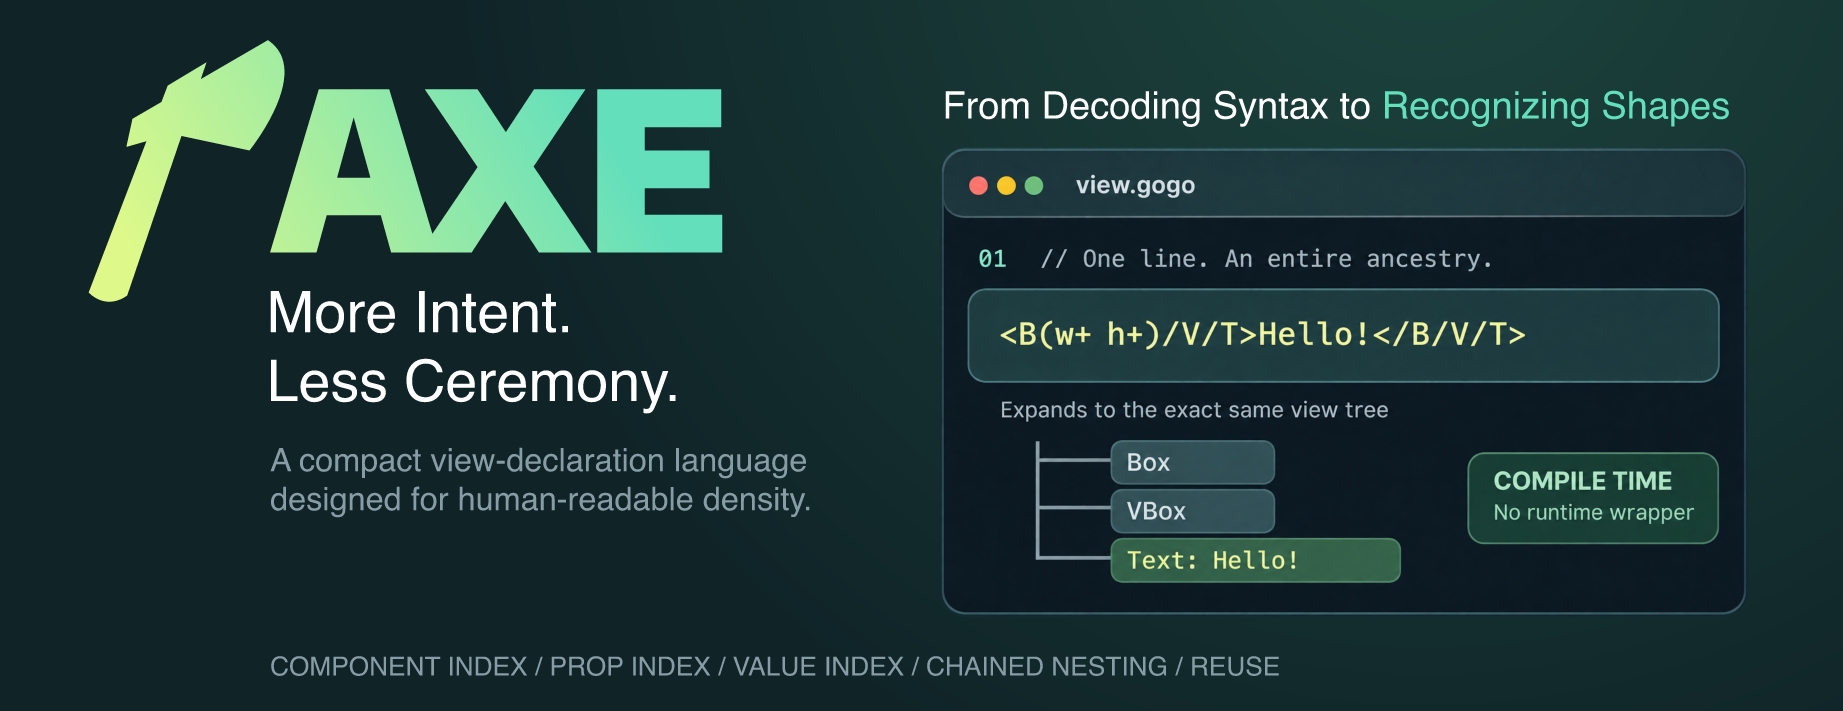 AXE
More Intent.
Less Ceremony.
A compact view-declaration language
designed for human-readable density.
From Decoding Syntax to Recognizing Shapes
view.gogo
01 // One line. An entire ancestry.
<B(w+ h+)/V/T>Hello!</B/V/T>
Expands to the exact same view tree
Box
VBox
Text: Hello!
COMPILE TIME
No runtime wrapper
COMPONENT INDEX / PROP INDEX / VALUE INDEX / CHAINED NESTING / REUSE